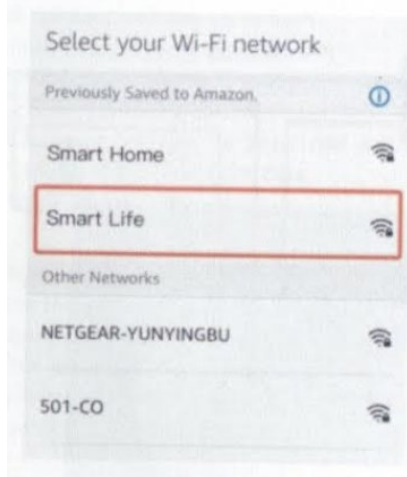 Select your Wi-Fi network
Previously Saved to Amazon.
Smart Home
Smart Life
Other Networks
NETGEAR-YUNYINGBU
501-CO